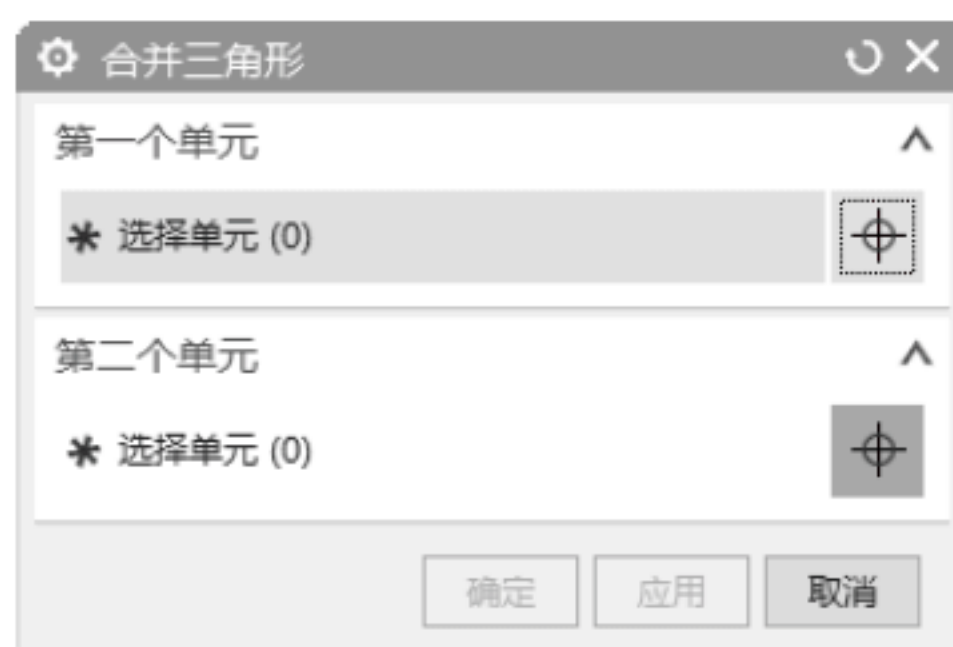 合并三角形
第一个单元
* 选择单元 (0)
第二个单元
* 选择单元 (0)
确定 应用 取消